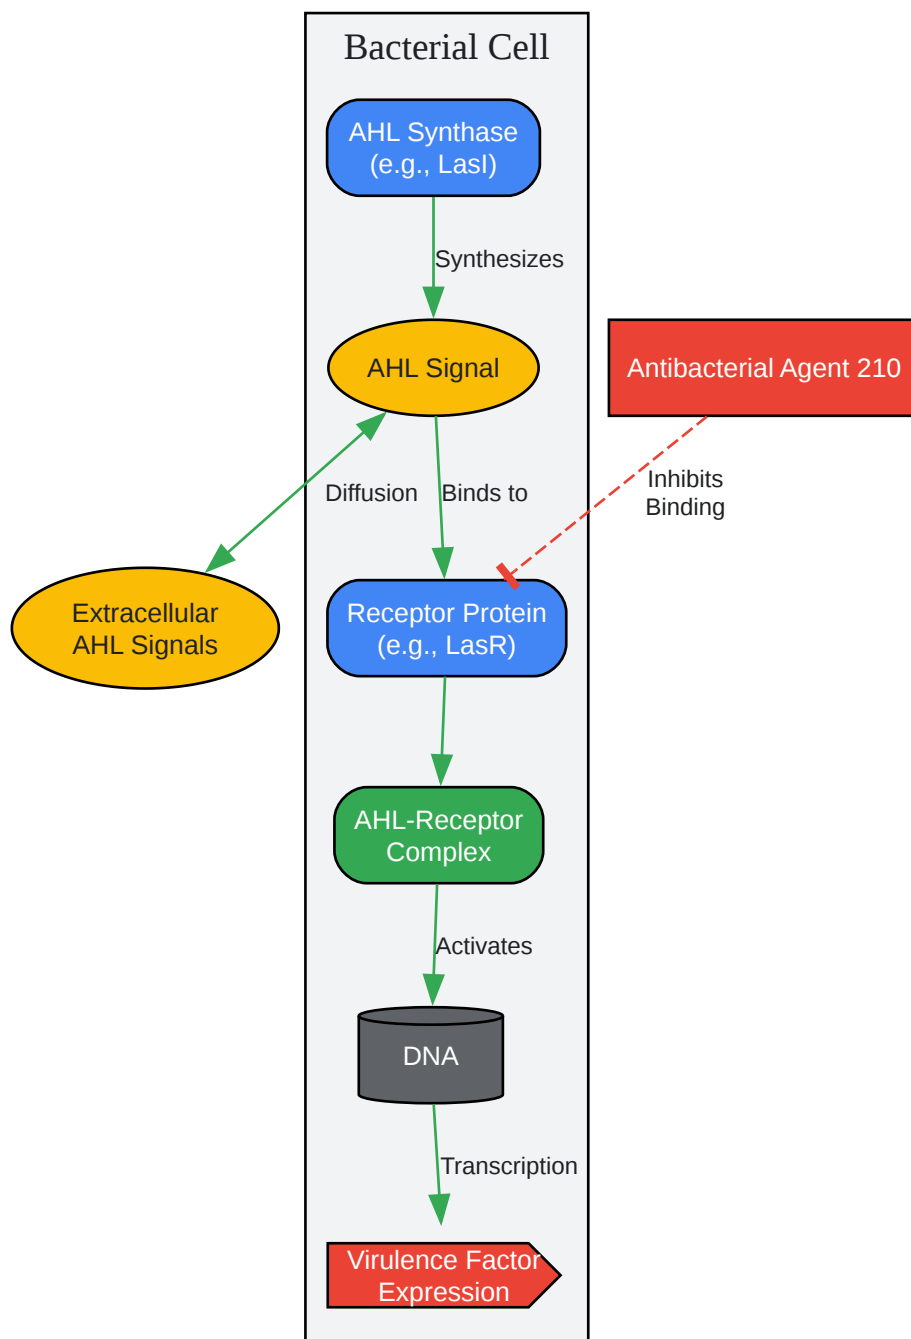 Bacterial Cell
AHL Synthase
(e.g., LasI)
Synthesizes
AHL Signal
Antibacterial Agent 210
Diffusion
Binds to
Inhibits
Binding
Extracellular
AHL Signals
Receptor Protein
(e.g., LasR)
AHL-Receptor
Complex
Activates
DNA
Transcription
Virulence Factor
Expression